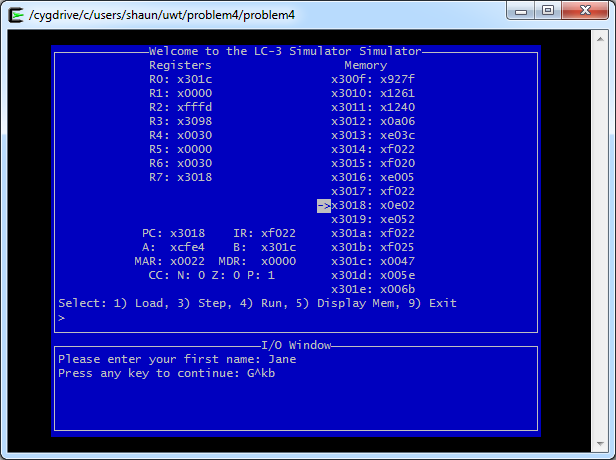 /cygdrive/c/users/shaun/uwt/problem4/problem4
Welcome to the LC-3 Simulator Simulator
Registers Memory
R0: x301c x300f: x927f
R1: x0000 x3010: x1261
R2: xfffd x3011: x1240
R3: x3098 x3012: x0a06
R4: x0030 x3013: xe03c
R5: x0000 x3014: xf022
R6: x0030 x3015: xf020
R7: x3018 x3016: xe005
x3017: xf022
->x3018: x0e02
x3019: xe052
PC: x3018 IR: xf022 x301a: xf022
A: xcfe4 B: x301c x301b: xf025
MAR: x0022 MDR: x0000 x301c: x0047
CC: N: 0 Z: 0 P: 1 x301d: x005e
x301e: x006b
Select: 1) Load, 3) Step, 4) Run, 5) Display Mem, 9) Exit
>
I/O Window
Please enter your first name: Jane
Press any key to continue: G^kb